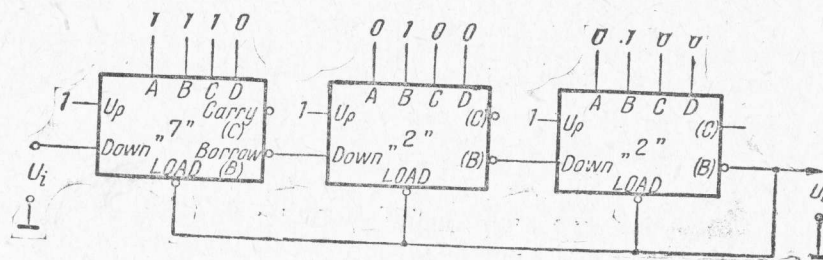 1 1 1 0 0 1 0 0 0 1 0 0
A B C D A B C D A B C D
1 Up Carry (C) 1 Up (C) 1 Up (C)
„7” „2” „2”
Down Borrow (B) Down (B) Down (B)
LOAD LOAD LOAD
Ui